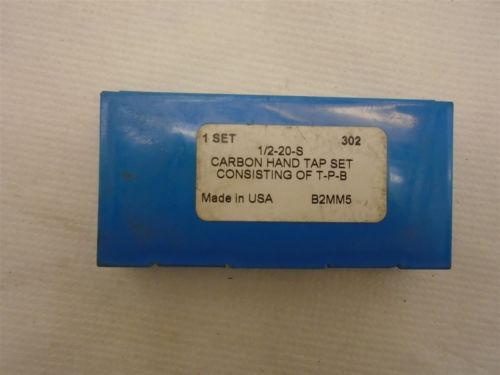 1 SET 302
1/2-20-S
CARBON HAND TAP SET
CONSISTING OF T-P-B
Made in USA B2MM5